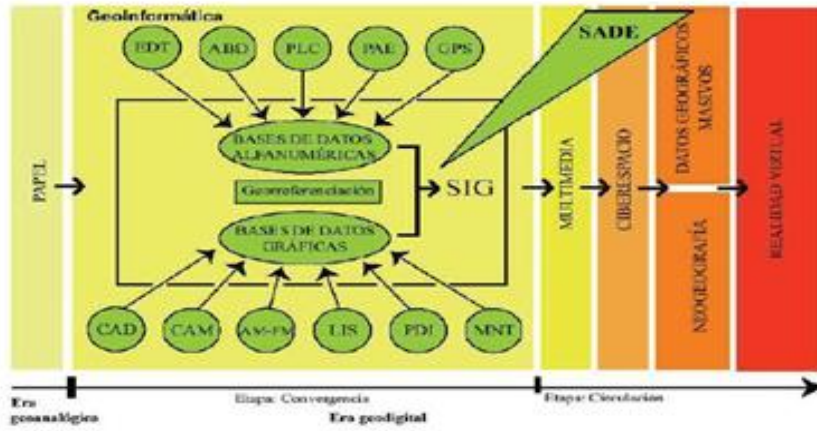 Geoinformática
SADE
EDT
ABD
PLC
PAE
GPS
BASES DE DATOS
ALFANUMÉRICAS
Georreferenciación
BASES DE DATOS
GRÁFICAS
SIG
CAD
CAM
AM-FM
LIS
PDI
MNT
PAPEL
MULTIMEDIA
CIBERESPACIO
DATOS GEOGRÁFICOS
MASIVOS
NEOGEOGRAFÍA
REALIDAD VIRTUAL
Era
geoanalógica
Etapa: Convergencia
Era geodigital
Etapa: Circulación